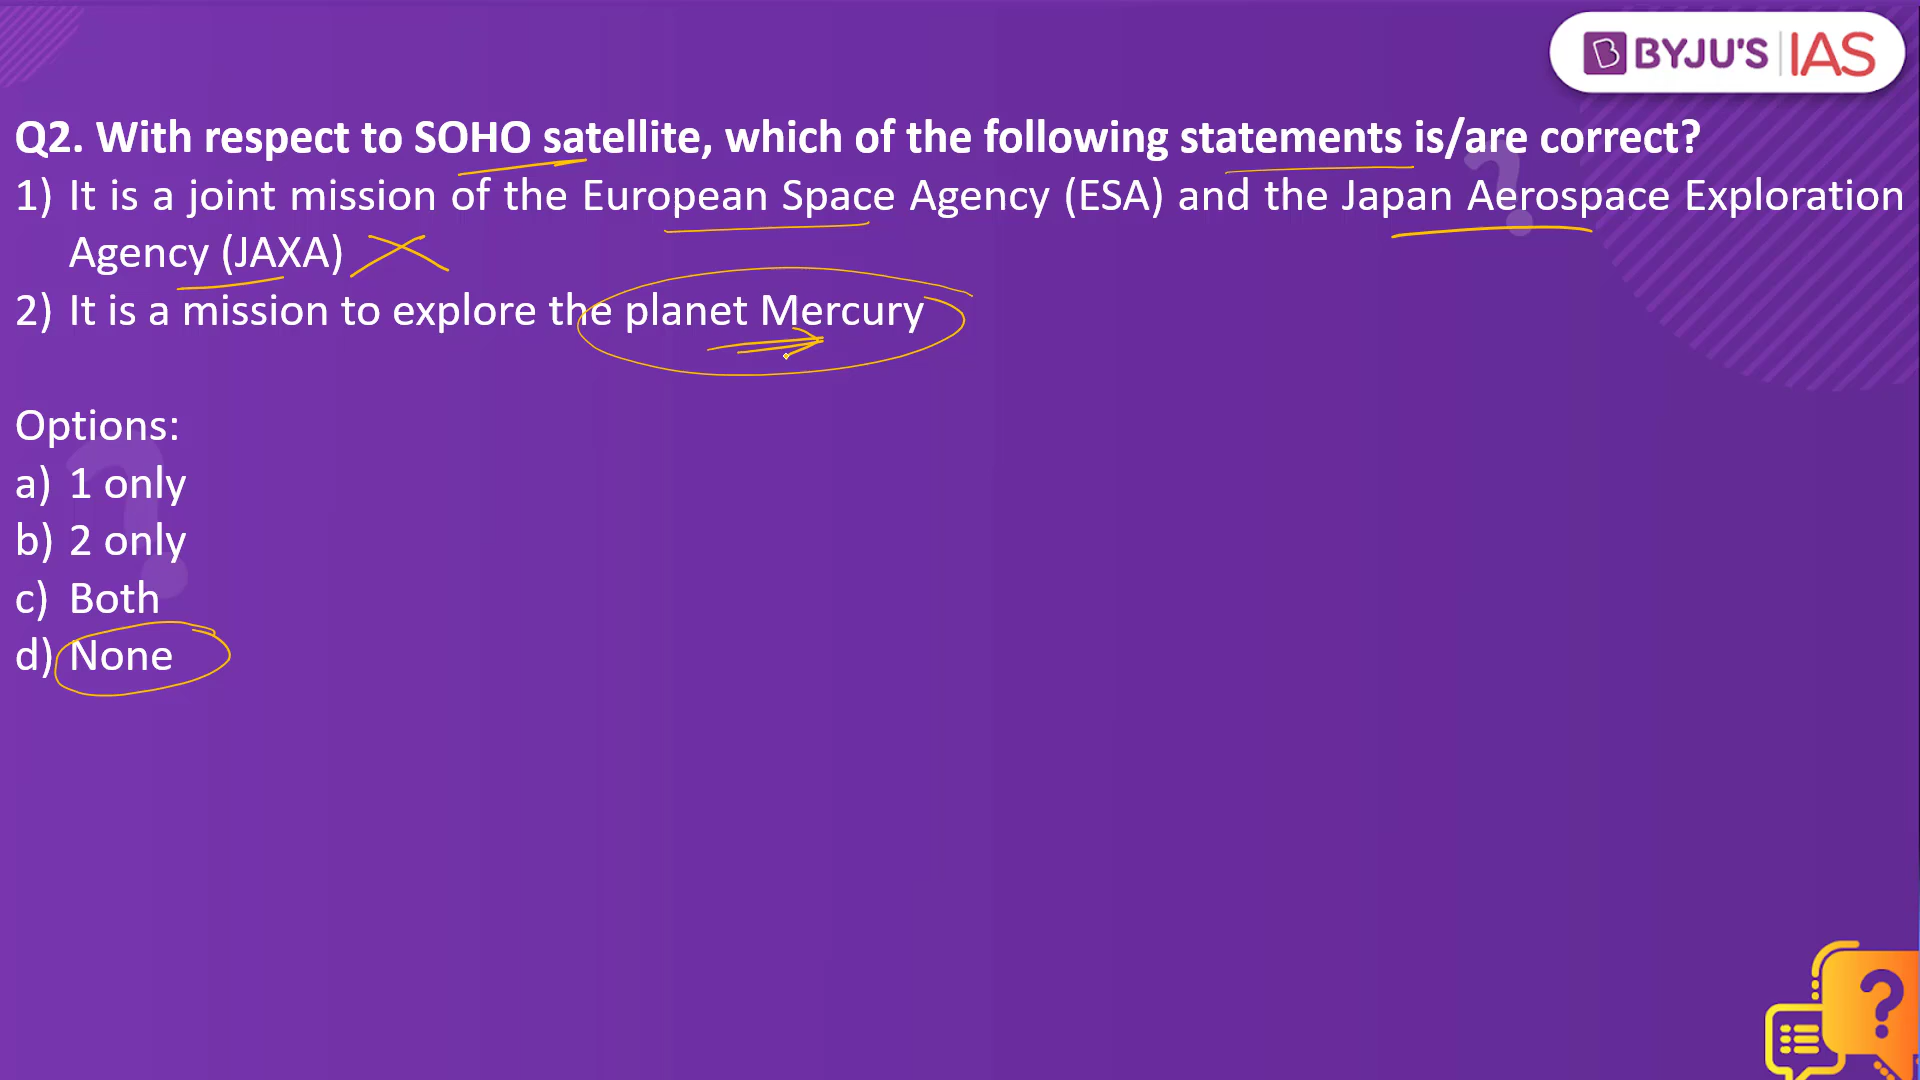 BYJU'S IAS
Q2. With respect to SOHO satellite, which of the following statements is/are correct?
1) It is a joint mission of the European Space Agency (ESA) and the Japan Aerospace Exploration
Agency (JAXA)
2) It is a mission to explore the planet Mercury
Options:
a) 1 only
b) 2 only
c) Both
d) None